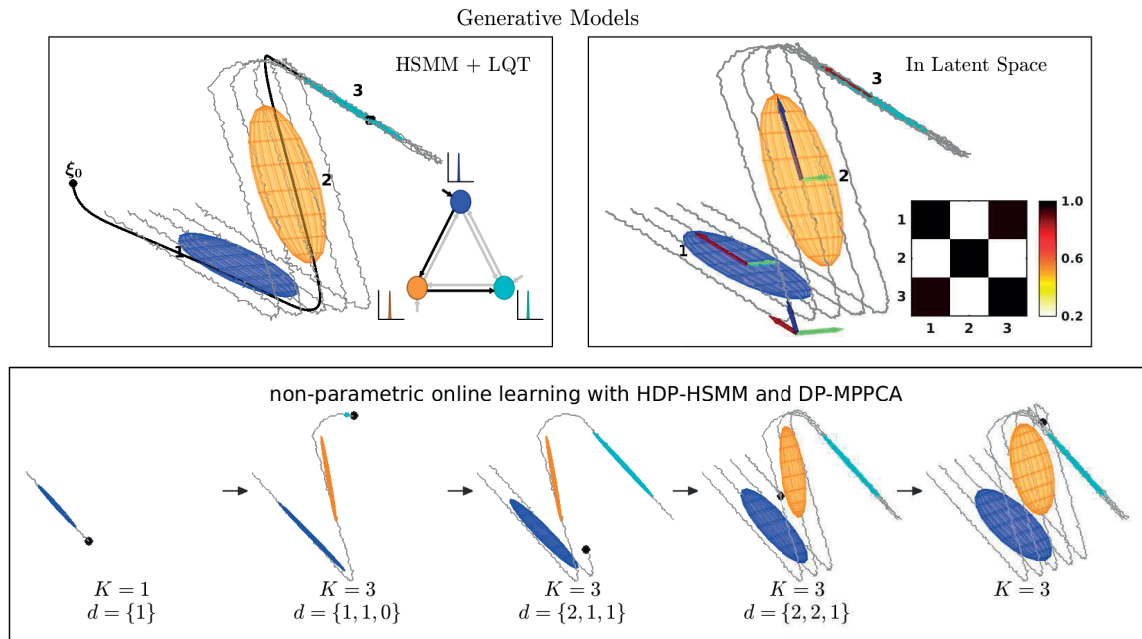 Generative Models
HSMM + LQT
3
ξ₀
2
1
In Latent Space
3
2
1
1.0
0.6
0.2
1
2
3
1 2 3
non-parametric online learning with HDP-HSMM and DP-MPPCA
K = 1
d = {1}
K = 3
d = {1, 1, 0}
K = 3
d = {2, 1, 1}
K = 3
d = {2, 2, 1}
K = 3